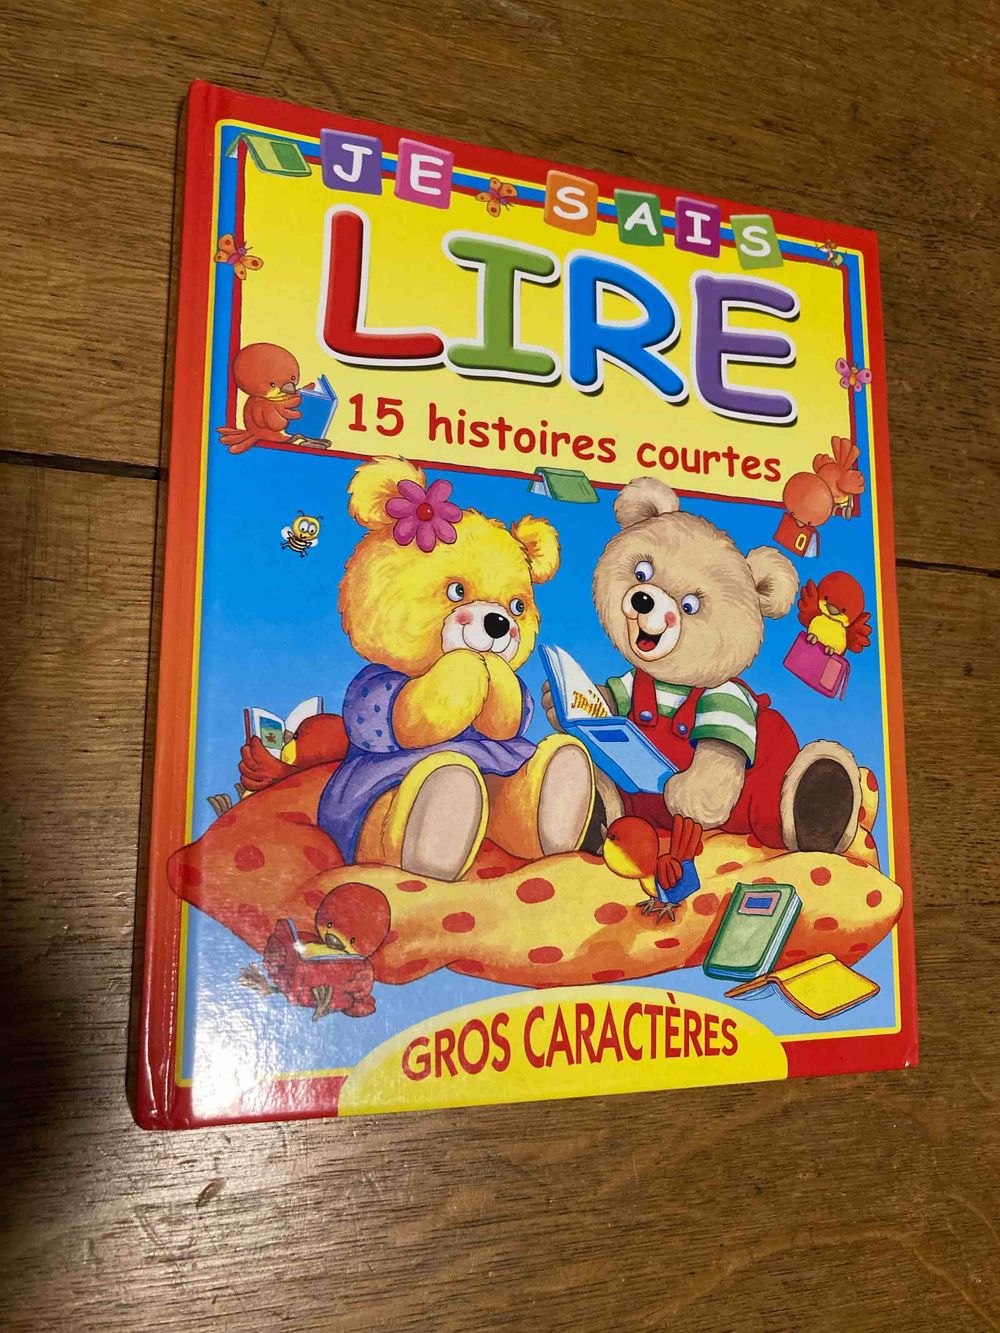 JE SAIS
LIRE
15 histoires courtes
GROS CARACTÈRES